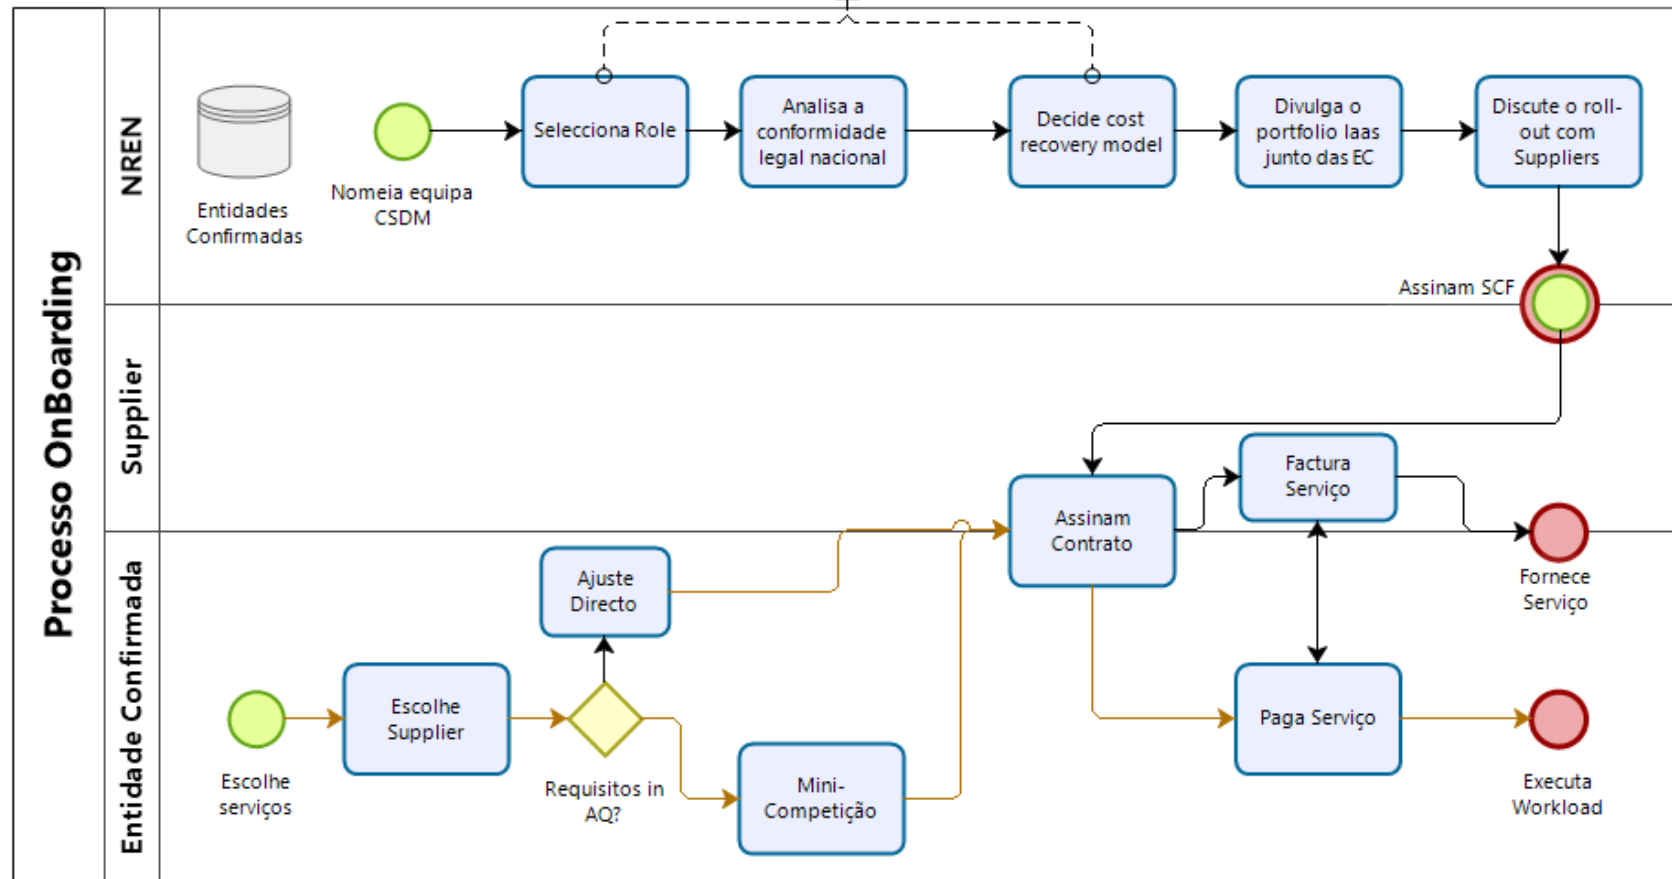 Processo OnBoarding
NREN
Entidades
Confirmadas
Nomeia equipa
CSDM
Selecciona Role
Analisa a
conformidade
legal nacional
Decide cost
recovery model
Divulga o
portfolio Iaas
junto das EC
Discute o roll-
out com
Suppliers
Assinam SCF
Supplier
Factura
Serviço
Assinam
Contrato
Fornece
Serviço
Entidade Confirmada
Escolhe
serviços
Escolhe
Supplier
Ajuste
Directo
Requisitos in
AQ?
Mini-
Competição
Paga Serviço
Executa
Workload